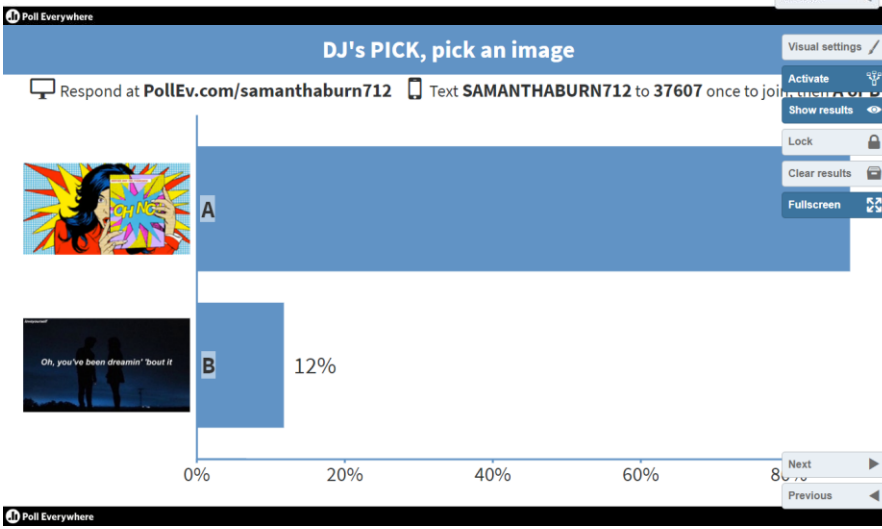 Poll Everywhere
DJ's PICK, pick an image
Visual settings
Respond at PollEv.com/samanthaburn712 Text SAMANTHABURN712 to 37607 once to join, then A or B
Activate
Show results
Lock
Clear results
Fullscreen
OH NO
A
Oh, you've been dreamin' 'bout it
B
12%
0% 20% 40% 60% 80%
Next
Previous
Poll Everywhere